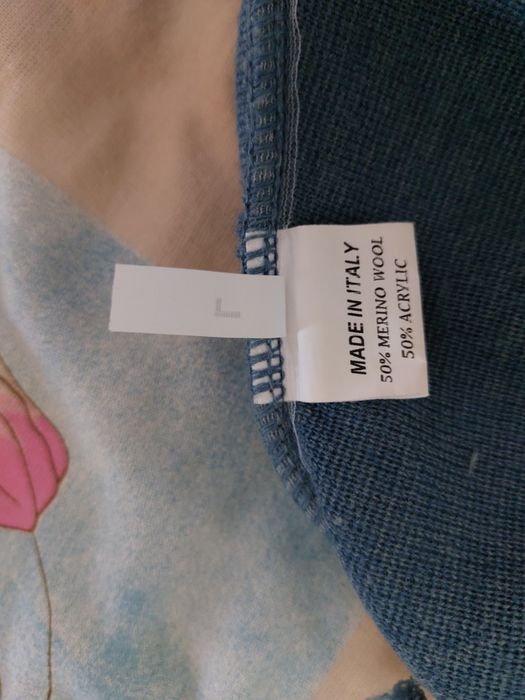 L
MADE IN ITALY
50% MERINO WOOL
50% ACRYLIC